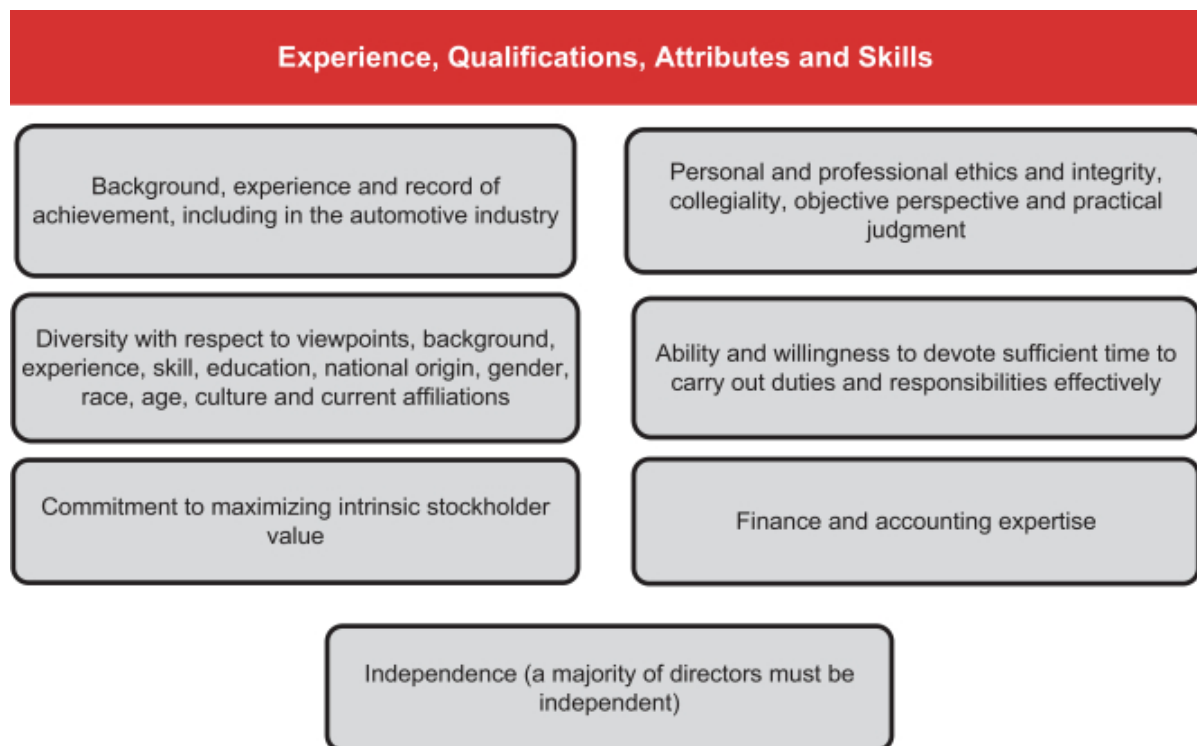 Experience, Qualifications, Attributes and Skills
Background, experience and record of
achievement, including in the automotive industry
Personal and professional ethics and integrity,
collegiality, objective perspective and practical
judgment
Diversity with respect to viewpoints, background,
experience, skill, education, national origin, gender,
race, age, culture and current affiliations
Ability and willingness to devote sufficient time to
carry out duties and responsibilities effectively
Commitment to maximizing intrinsic stockholder
value
Finance and accounting expertise
Independence (a majority of directors must be
independent)